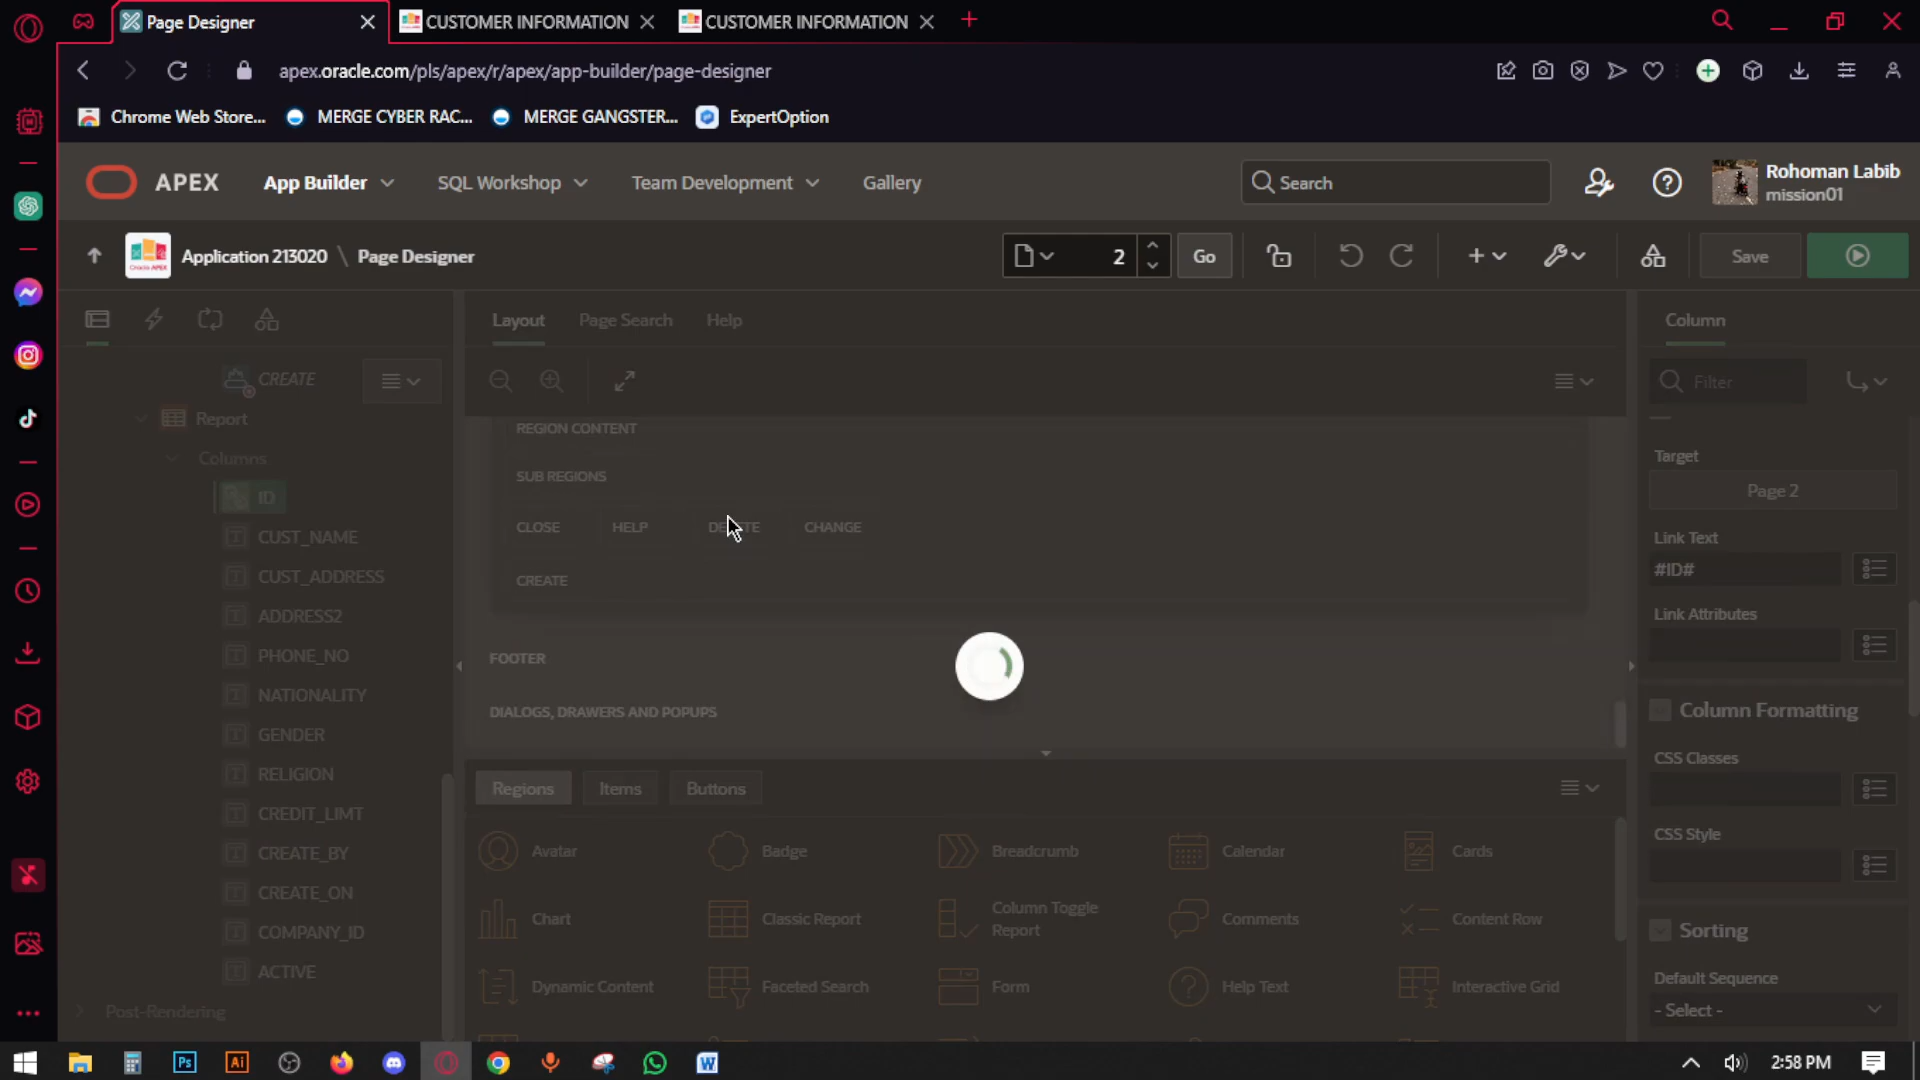 Page Designer
CUSTOMER INFORMATION
CUSTOMER INFORMATION
apex.oracle.com/pls/apex/r/apex/app-builder/page-designer
Chrome Web Store...
MERGE CYBER RAC...
MERGE GANGSTER...
ExpertOption
APEX
App Builder
SQL Workshop
Team Development
Gallery
Search
Rohoman Labib
mission01
Application 213020 \ Page Designer
2
Go
Save
Layout
Page Search
Help
Column
CREATE
Filter
Report
REGION CONTENT
Columns
SUB REGIONS
Target
Page 2
ID
CLOSE
HELP
DELETE
CHANGE
Link Text
#ID#
CUST_NAME
CUST_ADDRESS
CREATE
Link Attributes
ADDRESS2
PHONE_NO
FOOTER
NATIONALITY
DIALOGS, DRAWERS AND POPUPS
Column Formatting
GENDER
CSS Classes
RELIGION
Regions
Items
Buttons
CREDIT_LIMT
CSS Style
CREATE_BY
Avatar
Badge
Breadcrumb
Calendar
Cards
CREATE_ON
Chart
Classic Report
Column Toggle
Report
Comments
Content Row
COMPANY_ID
Sorting
ACTIVE
Default Sequence
Dynamic Content
Faceted Search
Form
Help Text
Interactive Grid
Post-Rendering
- Select -
Ps
Ai
W
2:58 PM